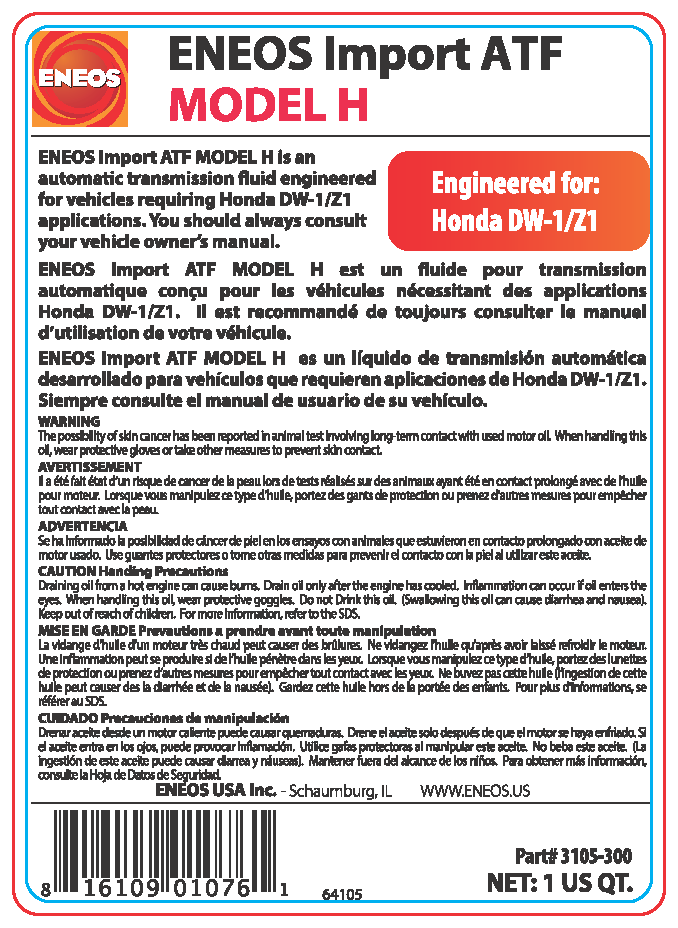 ENEOS
ENEOS Import ATF
MODEL H
ENEOS Import ATF MODEL H is an
automatic transmission fluid engineered
for vehicles requiring Honda DW-1/Z1
applications. You should always consult
your vehicle owner's manual.
Engineered for:
Honda DW-1/Z1
ENEOS Import ATF MODEL H est un fluide pour transmission
automatique conçu pour les véhicules nécessitant des applications
Honda DW-1/Z1. Il est recommandé de toujours consulter le manuel
d'utilisation de votre véhicule.
ENEOS Import ATF MODEL H es un líquido de transmisión automática
desarrollado para vehículos que requieren aplicaciones de Honda DW-1/Z1.
Siempre consulte el manual de usuario de su vehículo.
WARNING
The possibility of skin cancer has been reported in animal test involving long-term contact with used motor oil. When handling this
oil, wear protective gloves or take other measures to prevent skin contact.
AVERTISSEMENT
Il a été fait état d'un risque de cancer de la peau lors de tests réalisés sur des animaux ayant été en contact prolongé avec de l'huile
pour moteur. Lorsque vous manipulez ce type d'huile, portez des gants de protection ou prenez d'autres mesures pour empêcher
tout contact avec la peau.
ADVERTENCIA
Se ha informado la posibilidad de cáncer de piel en los ensayos con animales que estuvieron en contacto prolongado con aceite de
motor usado. Use guantes protectores o tome otras medidas para prevenir el contacto con la piel al utilizar este aceite.
CAUTION Handing Precautions
Draining oil from a hot engine can cause burns. Drain oil only after the engine has cooled. Inflammation can occur if oil enters the
eyes. When handling this oil, wear protective goggles. Do not Drink this oil. (Swallowing this oil can cause diarrhea and nausea).
Keep out of reach of children. For more information, refer to the SDS.
MISE EN GARDE Prevautions a prendre avant toute manipulation
La vidange d'huile d'un moteur très chaud peut causer des brûlures. Ne vidangez l'huile qu'après avoir laissé refroidir le moteur.
Une inflammation peut se produire si de l'huile pénètre dans les yeux. Lorsque vous manipulez ce type d'huile, portez des lunettes
de protection ou prenez d'autres mesures pour empêcher tout contact avec les yeux. Ne buvez pas cette huile (l'ingestion de cette
huile peut causer des la diarrhée et de la nausée). Gardez cette huile hors de la portée des enfants. Pour plus d'informations, se
référer au SDS.
CUIDADO Precauciones de manipulación
Drenar aceite desde un motor caliente puede causar quemaduras. Drene el aceite solo después de que el motor se haya enfriado. Si
el aceite entra en los ojos, puede provocar inflamación. Utilice gafas protectoras al manipular este aceite. No beba este aceite. (La
ingestión de este aceite puede causar diarrea y náuseas). Mantener fuera del alcance de los niños. Para obtener más información,
consulte la Hoja de Datos de Seguridad.
ENEOS USA Inc. - Schaumburg, IL WWW.ENEOS.US
8 16109 01076 1
64105
Part# 3105-300
NET: 1 US QT.